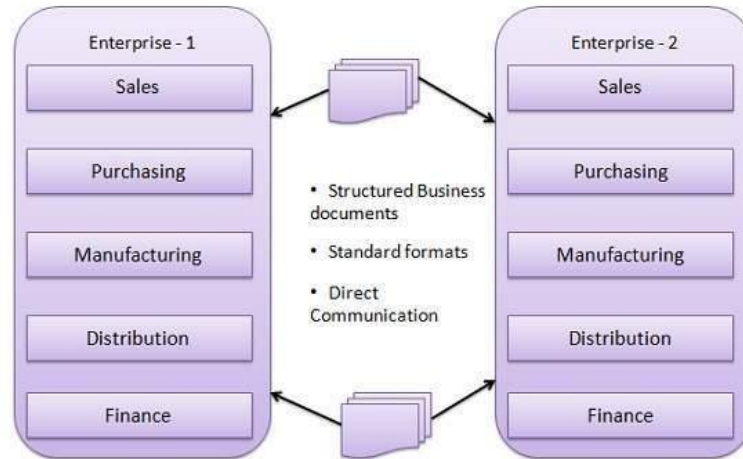 Enterprise - 1
Sales
Purchasing
Manufacturing
Distribution
Finance
• Structured Business
documents
• Standard formats
• Direct
Communication
Enterprise - 2
Sales
Purchasing
Manufacturing
Distribution
Finance